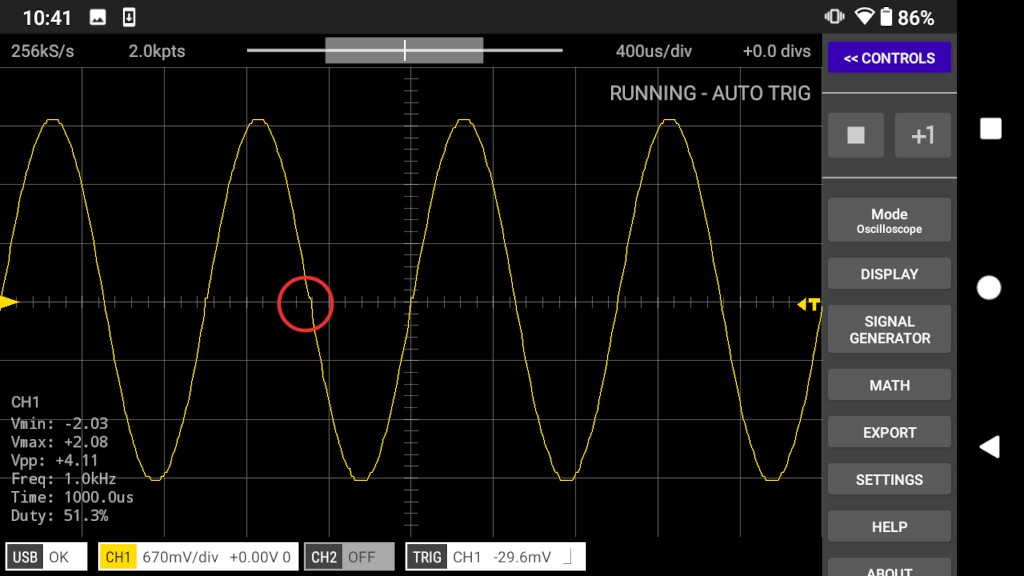 10:41
86%
256kS/s 2.0kpts 400us/div +0.0 divs
<< CONTROLS
RUNNING - AUTO TRIG
+1
Mode
Oscilloscope
DISPLAY
SIGNAL
GENERATOR
MATH
EXPORT
SETTINGS
HELP
ABOUT
T
CH1
Vmin: -2.03
Vmax: +2.08
Vpp: +4.11
Freq: 1.0kHz
Time: 1000.0us
Duty: 51.3%
USB OK CH1 670mV/div +0.00V 0 CH2 OFF TRIG CH1 -29.6mV